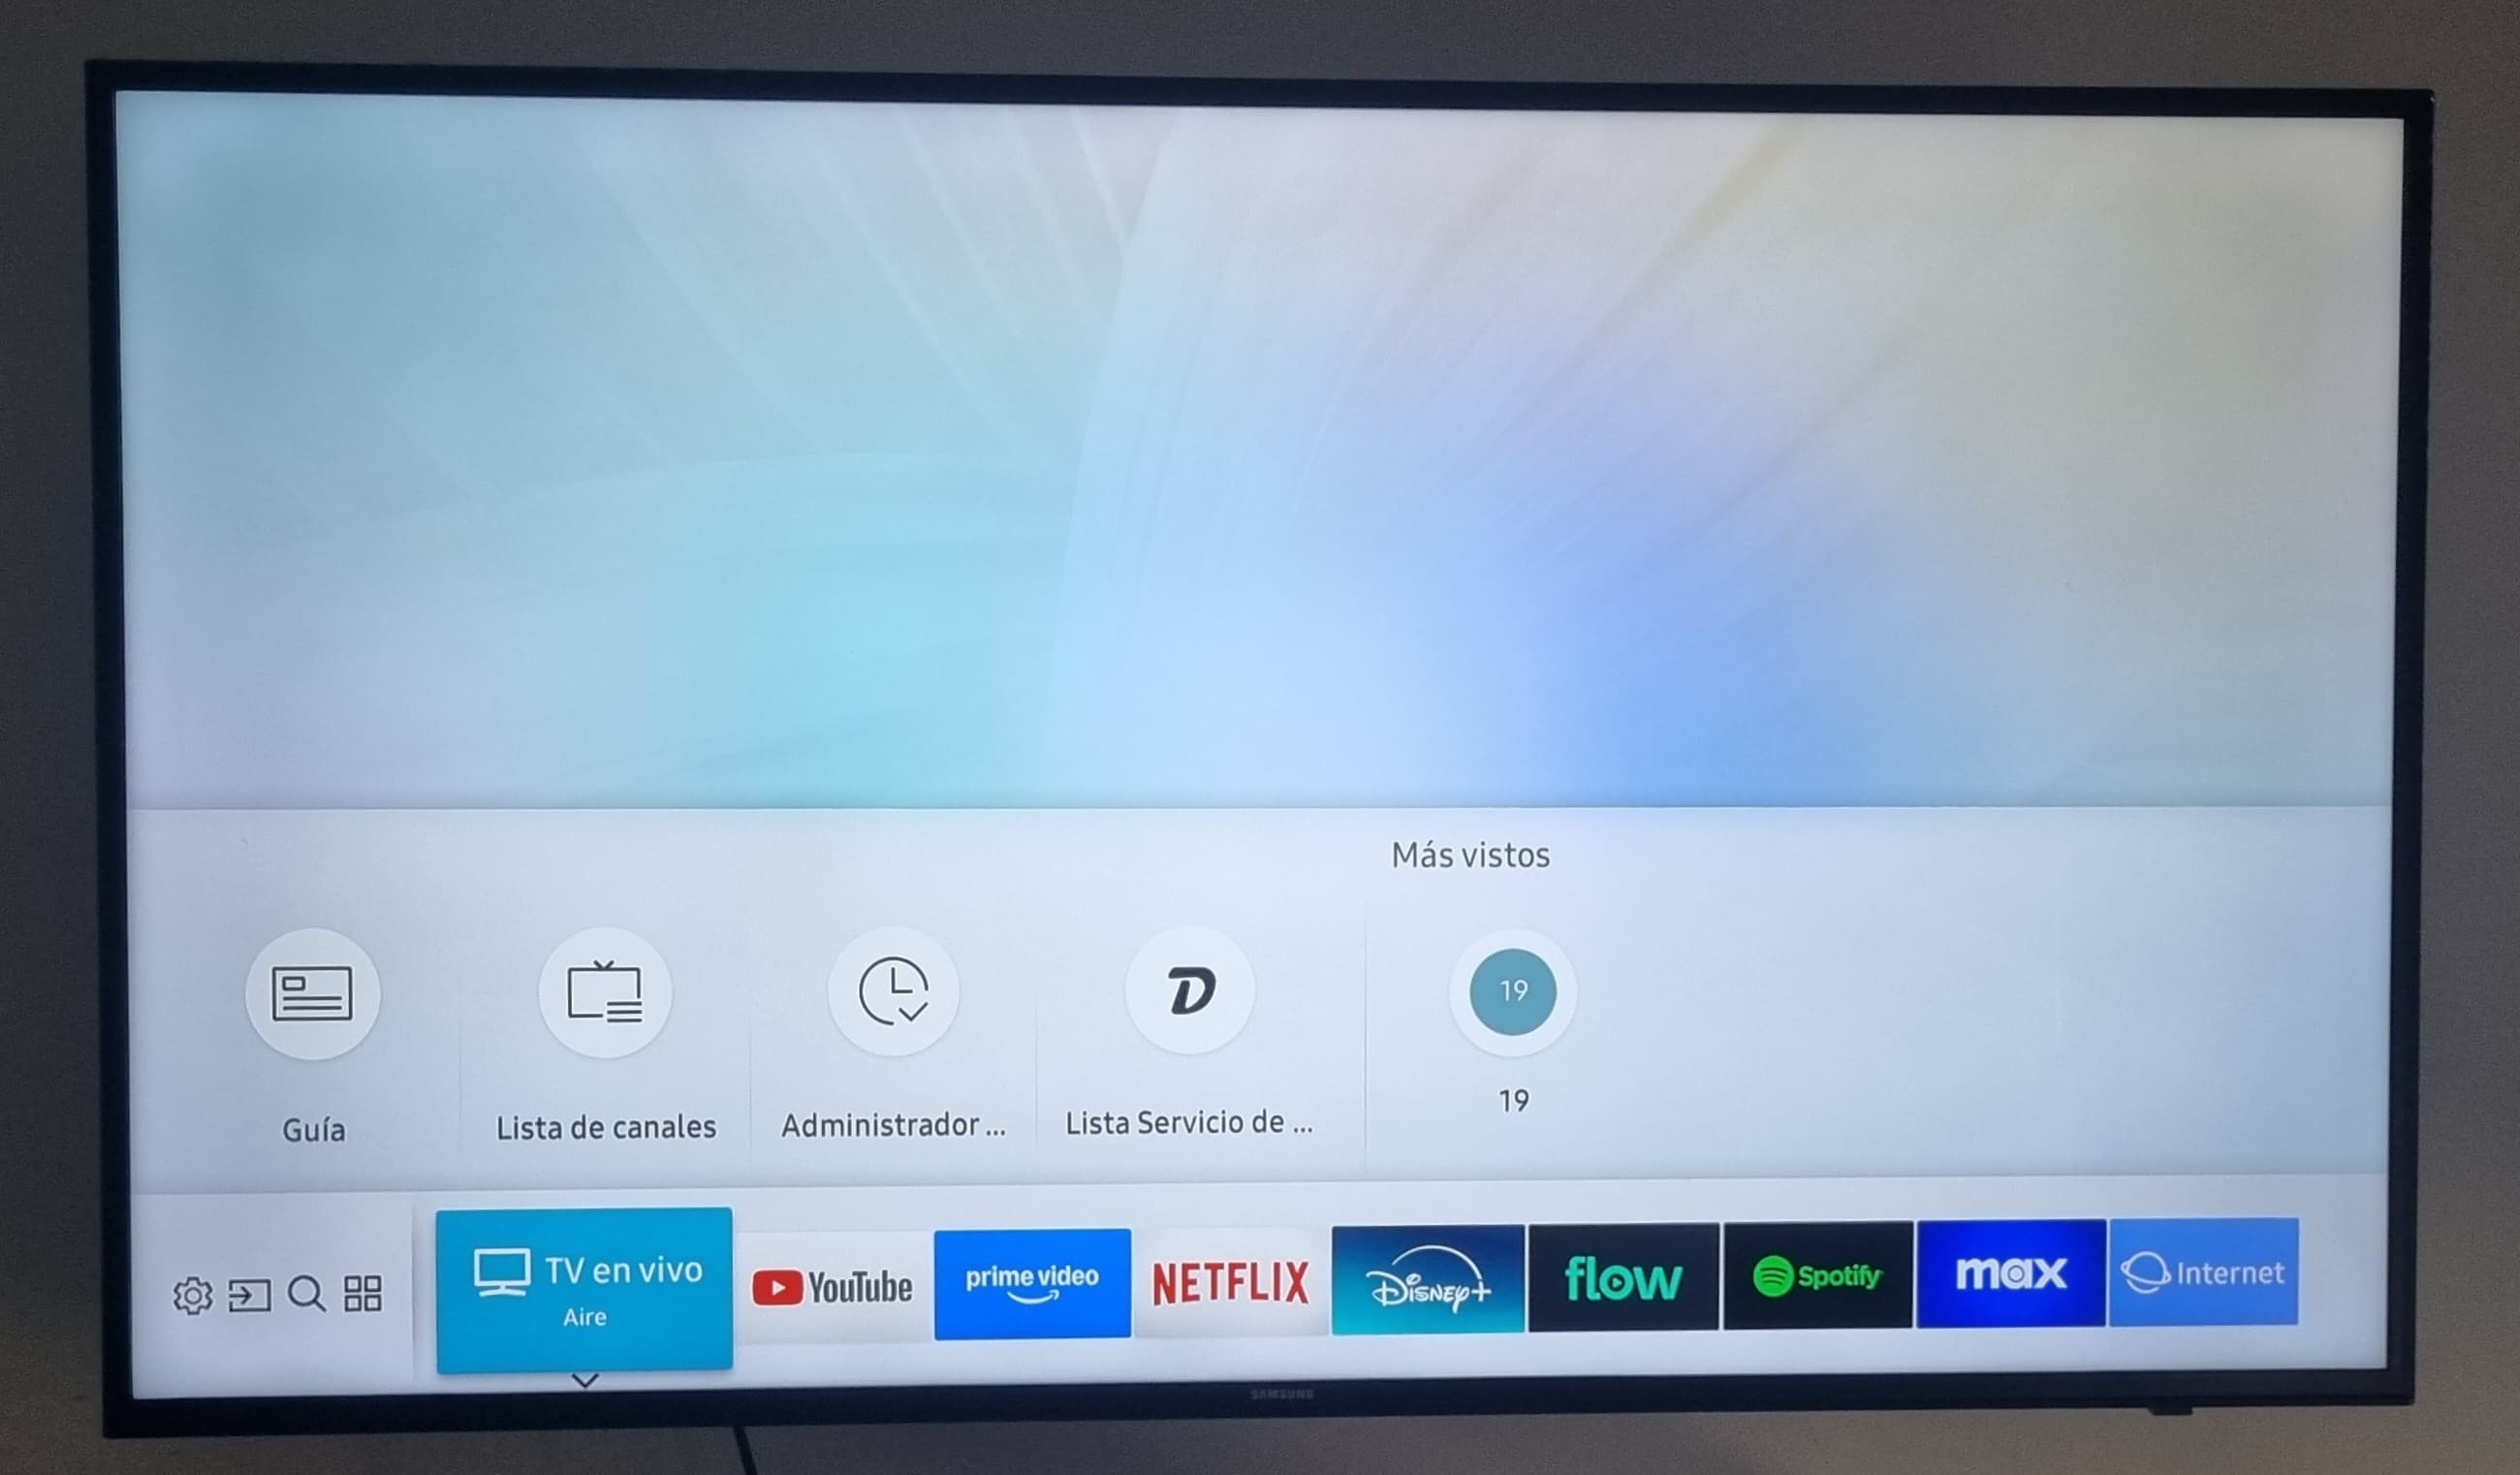 Más vistos
D
19
Guía
Lista de canales
Administrador ...
Lista Servicio de ...
19
TV en vivo
Aire
YouTube
prime video
NETFLIX
Disney+
flow
Spotify
max
Internet
SAMSUNG